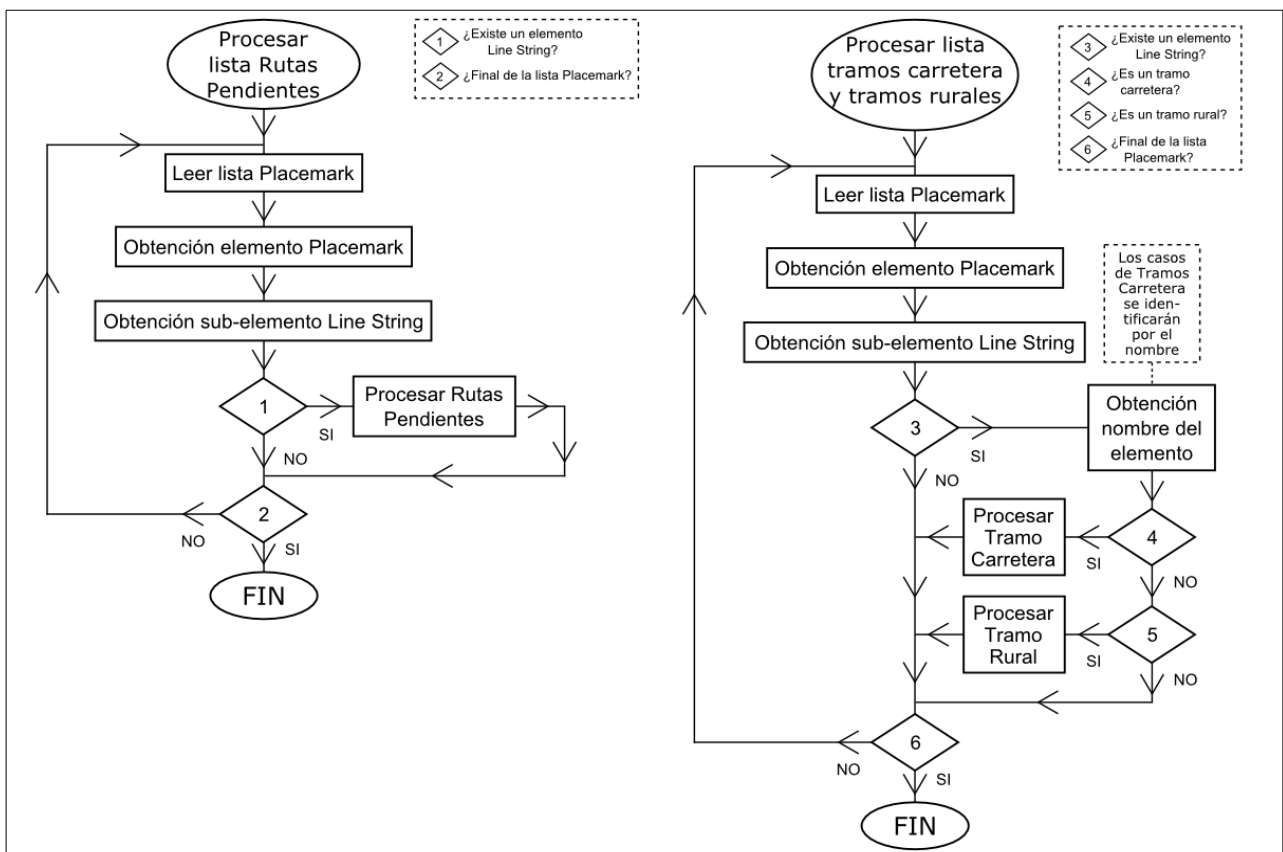 Procesar
lista Rutas
Pendientes
1
¿Existe un elemento
Line String?
2
¿Final de la lista Placemark?
Leer lista Placemark
Obtención elemento Placemark
Obtención sub-elemento Line String
1
SI
Procesar Rutas
Pendientes
NO
2
NO
SI
FIN
Procesar lista
tramos carretera
y tramos rurales
3
¿Existe un elemento
Line String?
4
¿Es un tramo
carretera?
5
¿Es un tramo rural?
6
¿Final de la lista
Placemark?
Leer lista Placemark
Obtención elemento Placemark
Obtención sub-elemento Line String
Los casos
de Tramos
Carretera
se iden-
tificarán
por el
nombre
3
SI
Obtención
nombre del
elemento
NO
Procesar
Tramo
Carretera
SI
4
NO
Procesar
Tramo
Rural
SI
5
NO
6
NO
SI
FIN